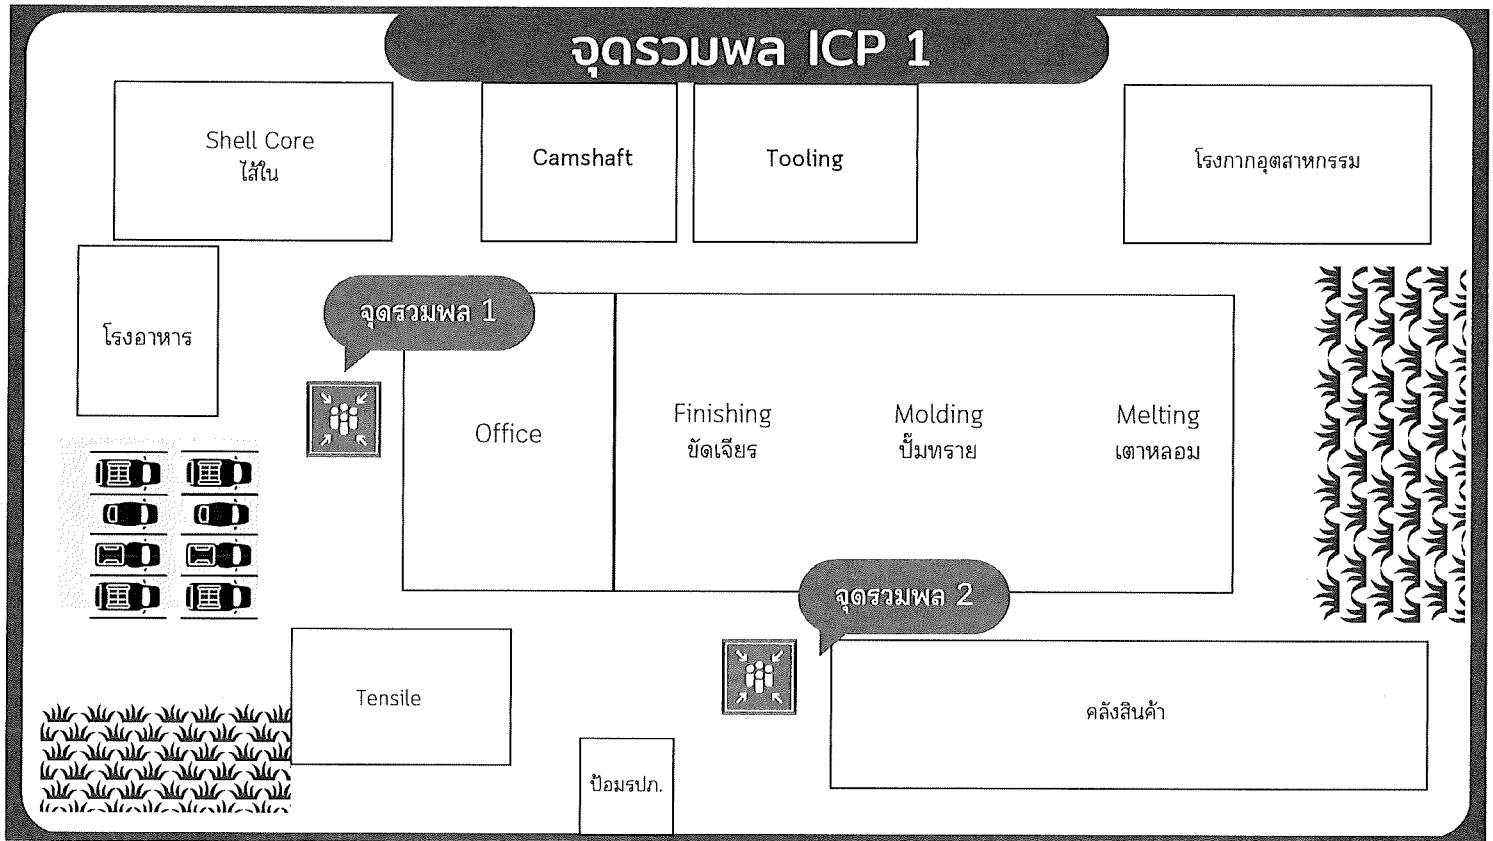 จุดรวมพล ICP 1
Shell Core
ไส้ใน
Camshaft
Tooling
โรงกากอุตสาหกรรม
โรงอาหาร
จุดรวมพล 1
Office
Finishing
ขัดเจียร
Molding
ปั๊มทราย
Melting
เตาหลอม
จุดรวมพล 2
Tensile
คลังสินค้า
ป้อมรปภ.